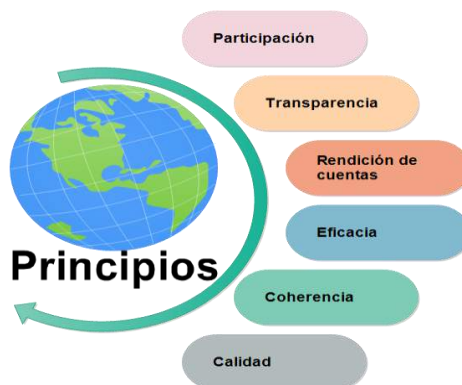 Participación
Transparencia
Rendición de
cuentas
Eficacia
Principios
Coherencia
Calidad